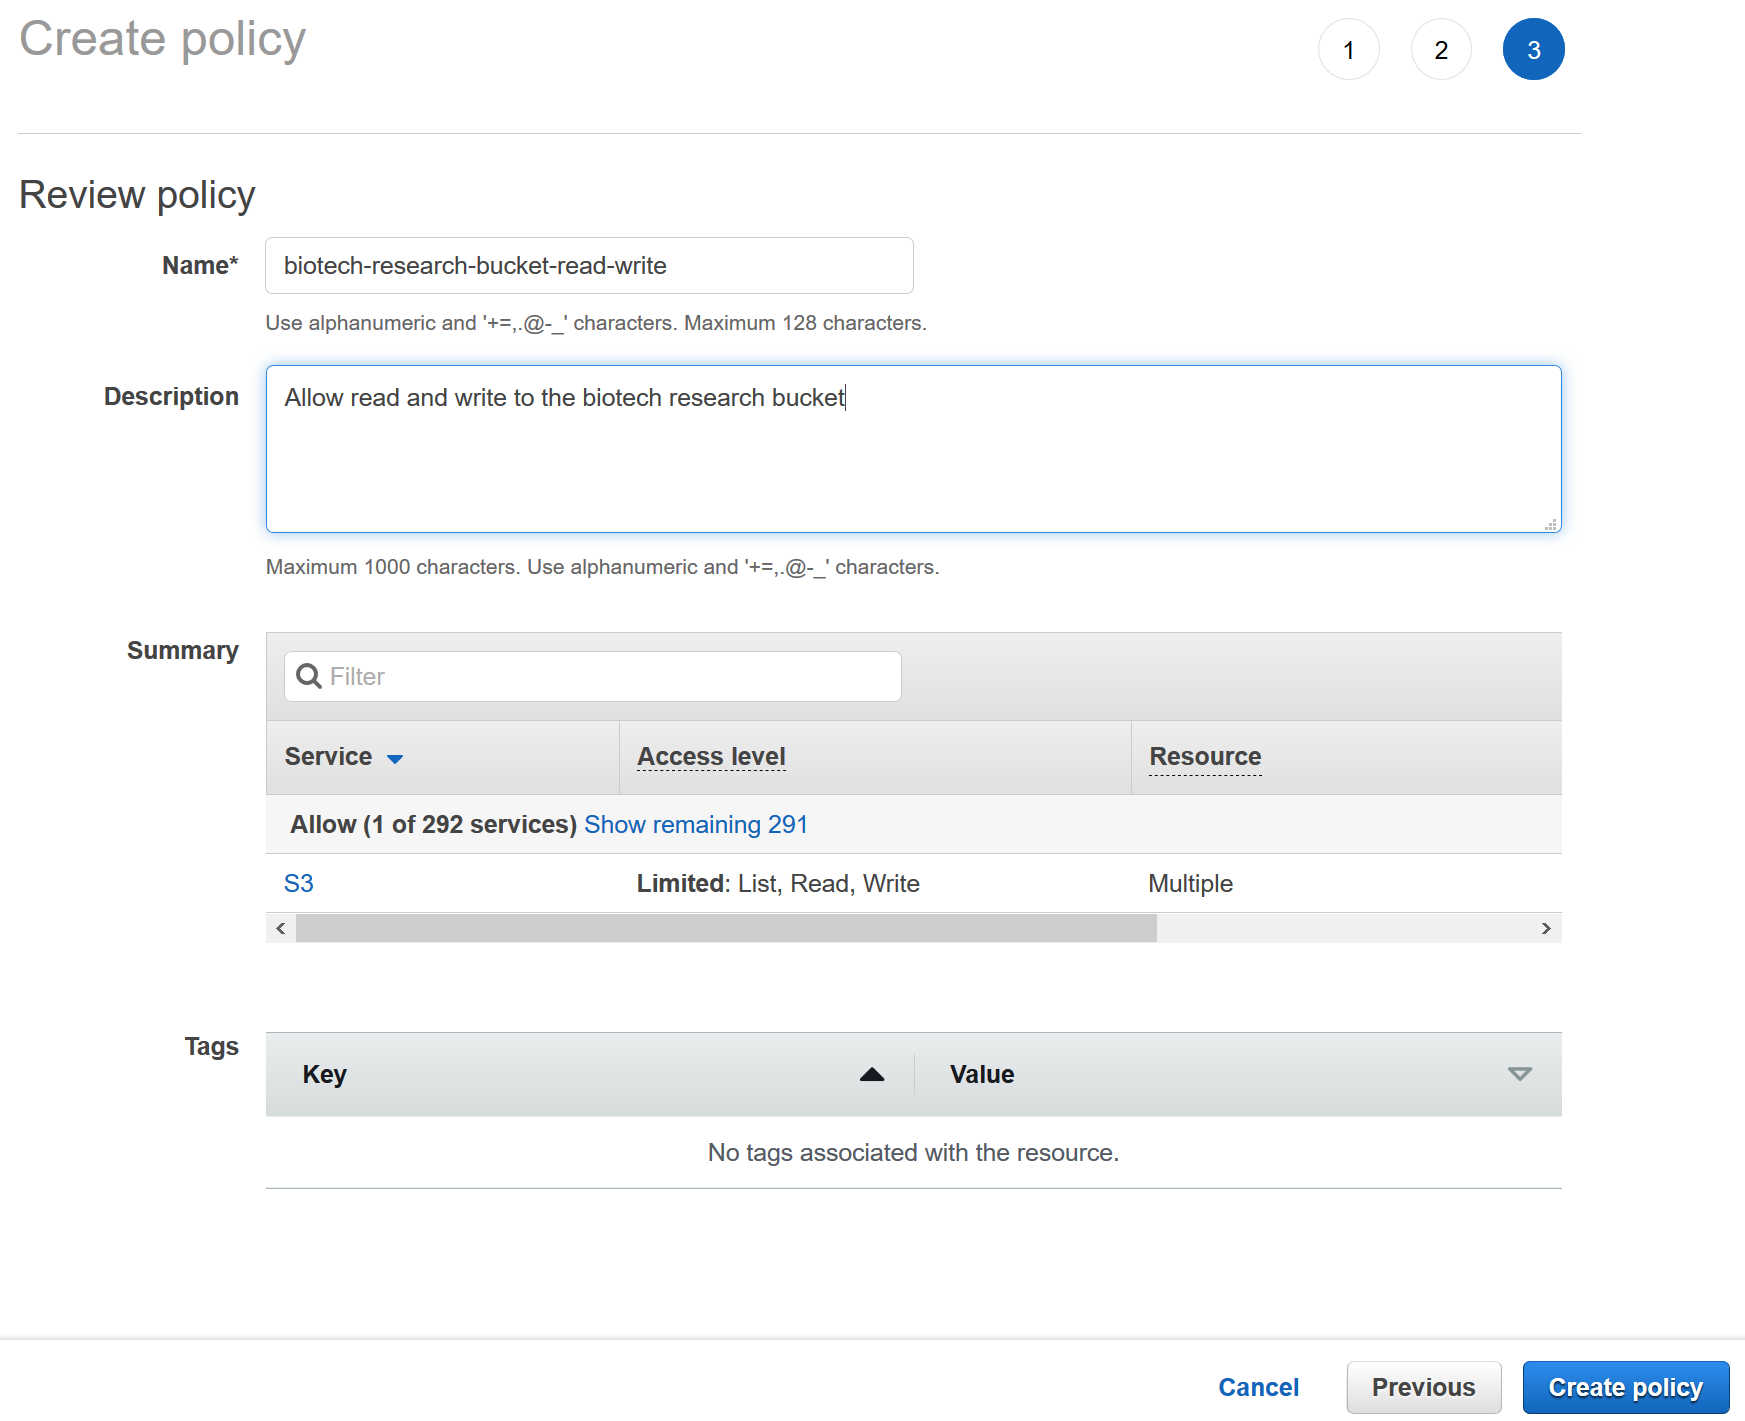 Create policy
1 2 3
Review policy
Name* biotech-research-bucket-read-write
Use alphanumeric and '+=,.@-_' characters. Maximum 128 characters.
Description Allow read and write to the biotech research bucket
Maximum 1000 characters. Use alphanumeric and '+=,.@-_' characters.
Summary
Filter
Service Access level Resource
Allow (1 of 292 services) Show remaining 291
S3 Limited: List, Read, Write Multiple
Tags
Key Value
No tags associated with the resource.
Cancel Previous Create policy